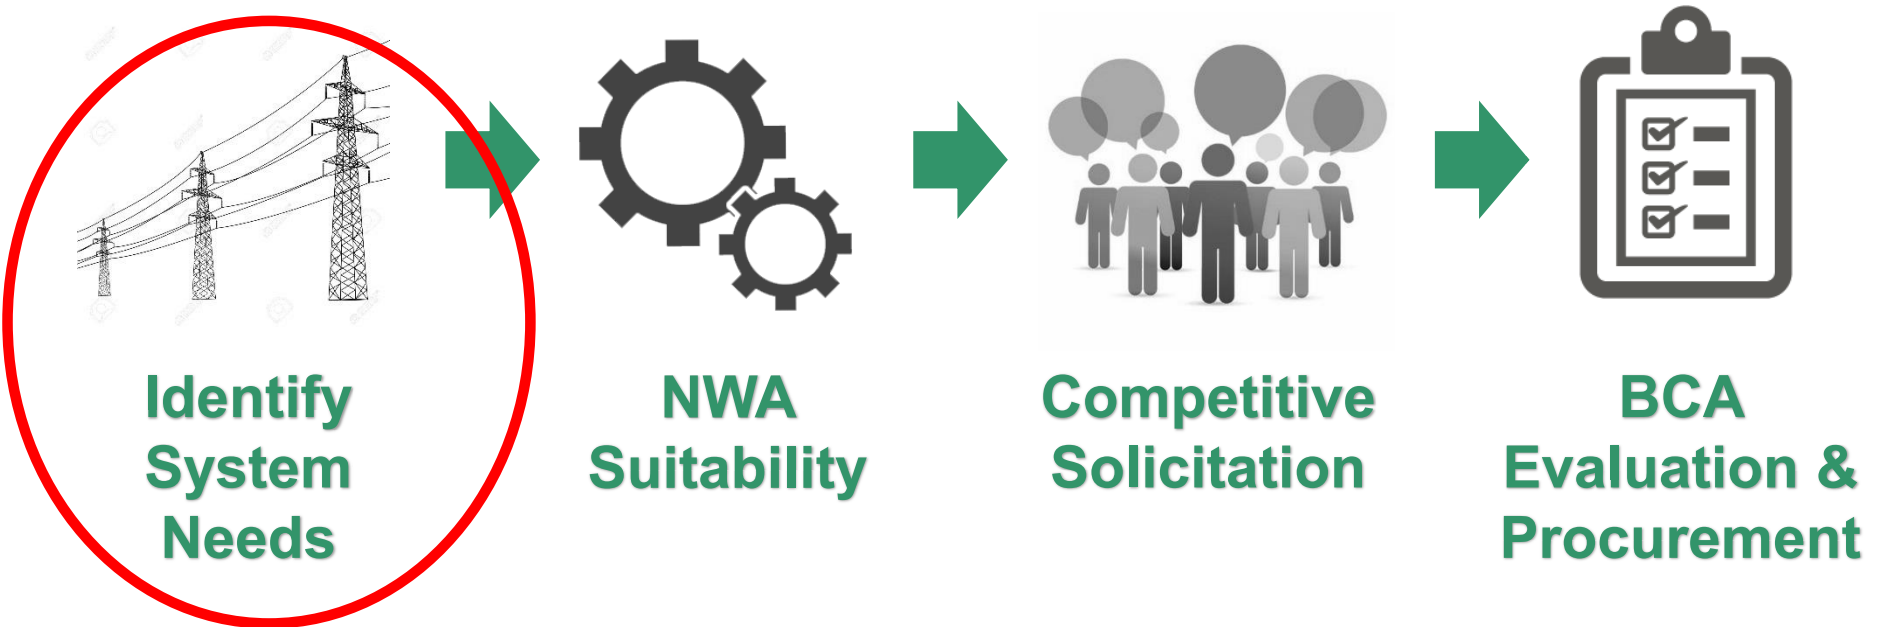 Identify
System
Needs
NWA
Suitability
Competitive
Solicitation
BCA
Evaluation &
Procurement